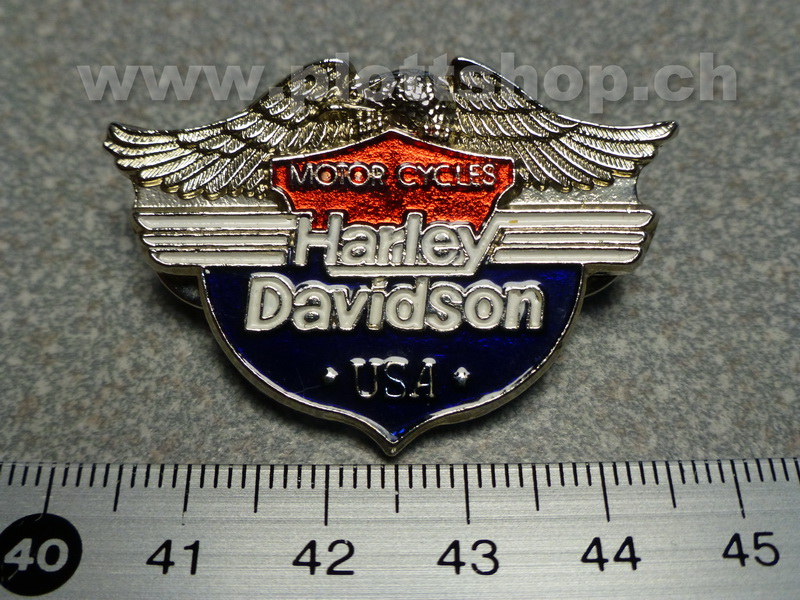 www.plottshop.ch
MOTOR CYCLES
Harley
Davidson
USA
40 41 42 43 44 45